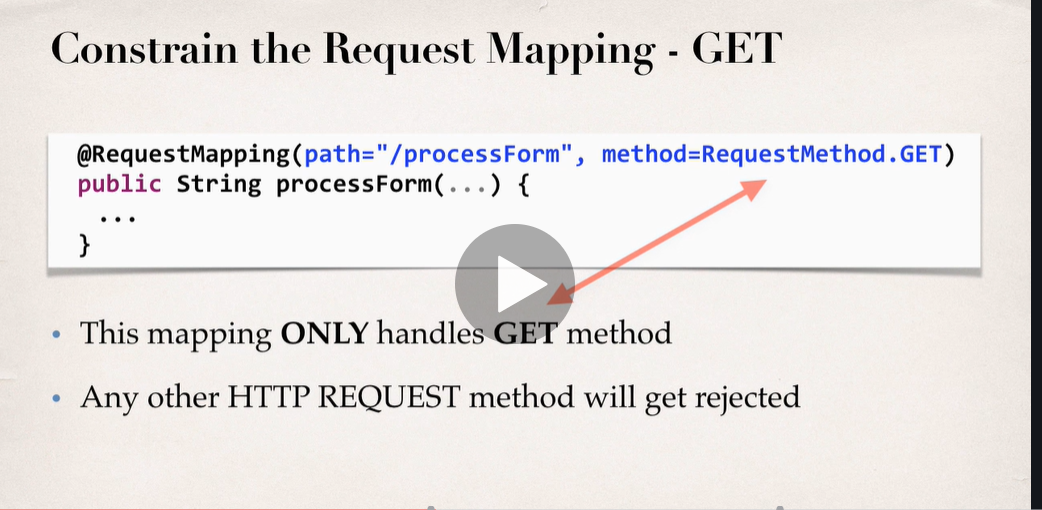 Constrain the Request Mapping - GET
@RequestMapping(path="/processForm", method=RequestMethod.GET)
public String processForm(...) {
...
}
• This mapping ONLY handles GET method
• Any other HTTP REQUEST method will get rejected